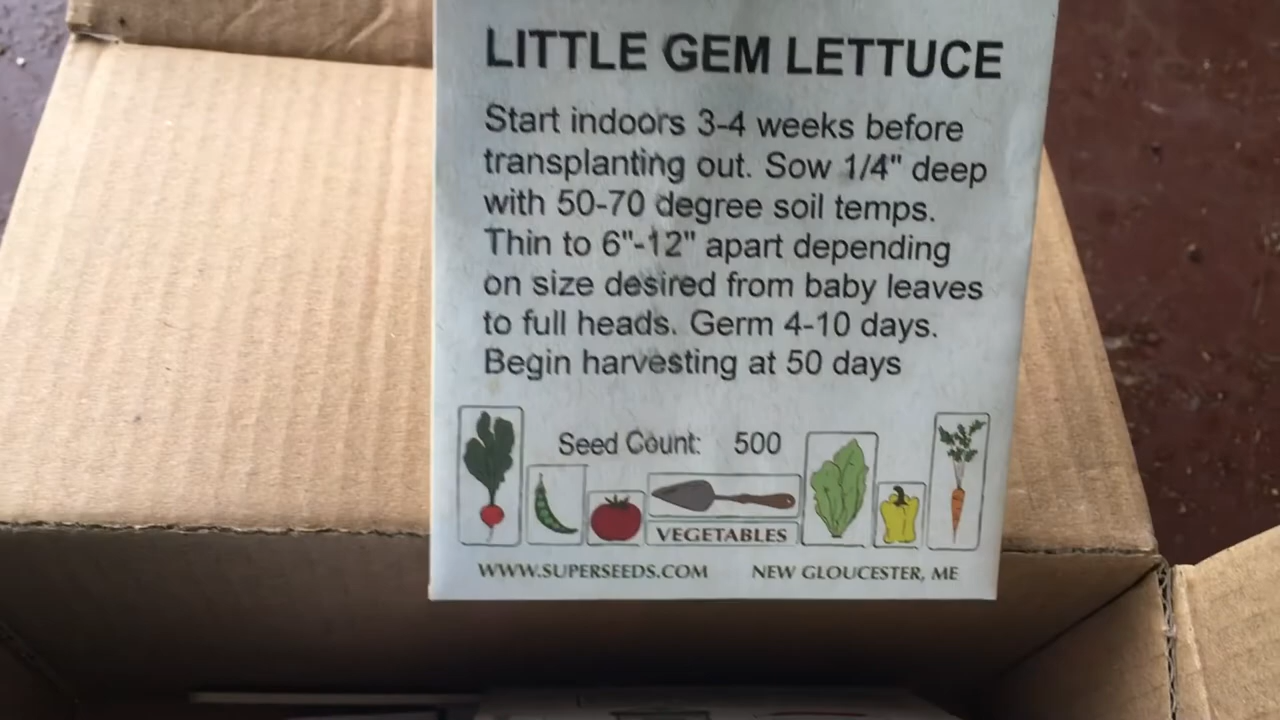 LITTLE GEM LETTUCE
Start indoors 3-4 weeks before
transplanting out. Sow 1/4" deep
with 50-70 degree soil temps.
Thin to 6"-12" apart depending
on size desired from baby leaves
to full heads. Germ 4-10 days.
Begin harvesting at 50 days
Seed Count: 500
VEGETABLES
WWW.SUPERSEEDS.COM NEW GLOUCESTER, ME